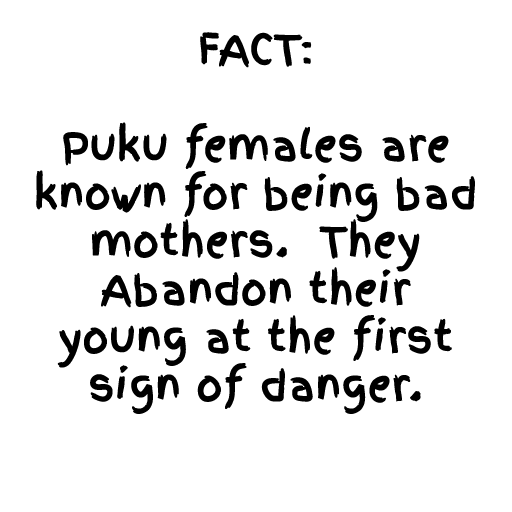 FACT:
Puku females are
known for being bad
mothers. They
Abandon their
young at the first
sign of danger.